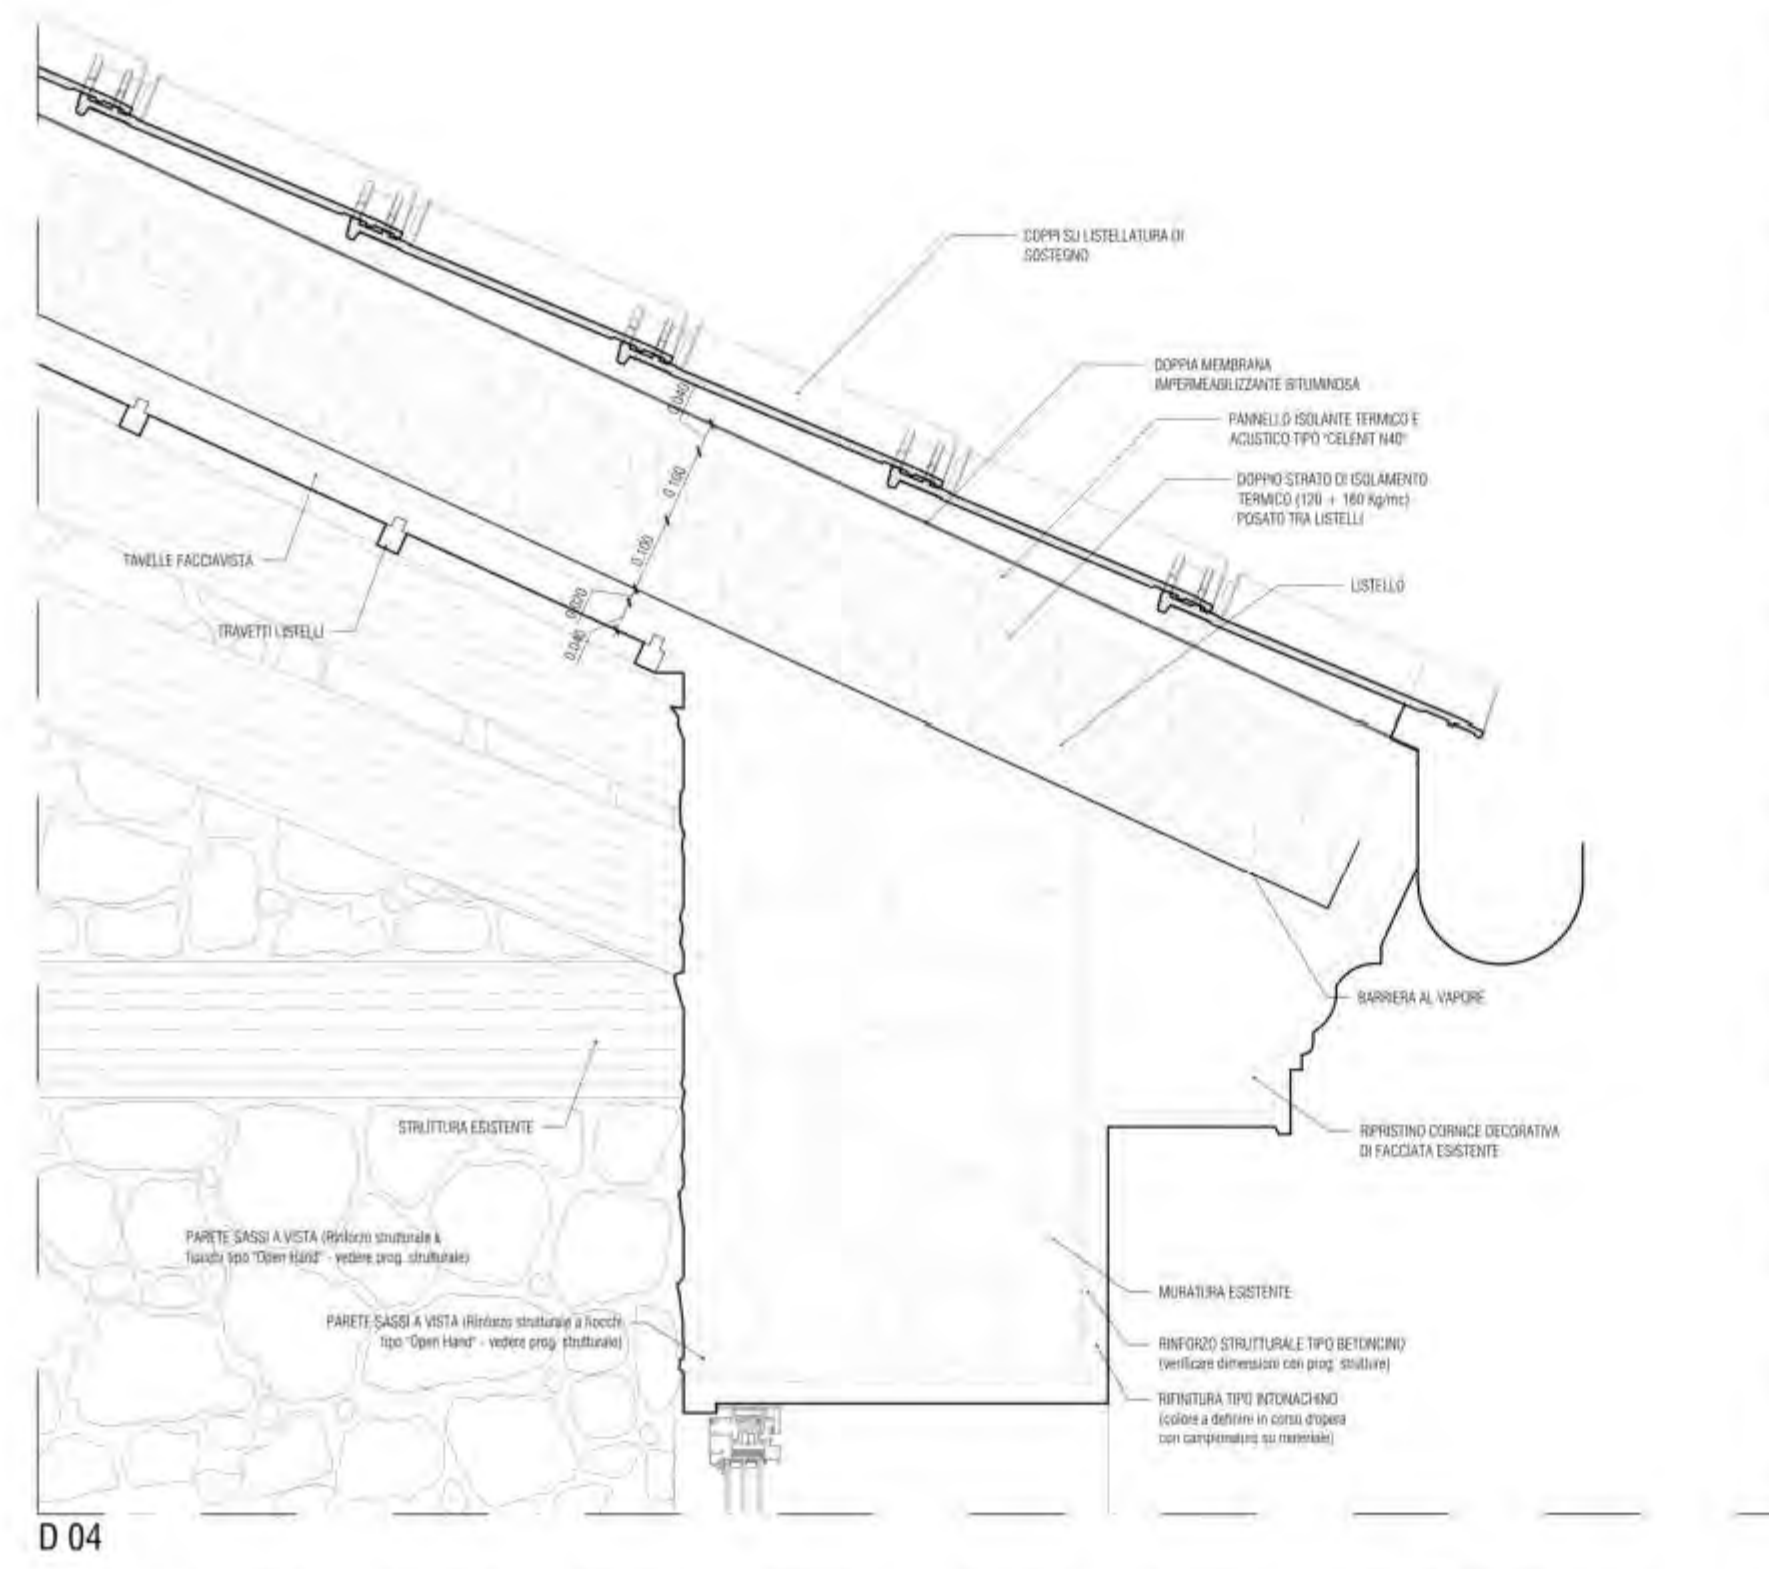 COPPI SU LISTELLATURA DI
SOSTEGNO
DOPPIA MEMBRANA
IMPERMEABILIZZANTE BITUMINOSA
PANNELLO ISOLANTE TERMICO E
ACUSTICO TIPO "CELENIT N40"
DOPPIO STRATO DI ISOLAMENTO
TERMICO (120 + 160 Kg/mc)
POSATO TRA LISTELLI
LISTELLO
0.040
0.100
0.100
0.020
0.040
TAVELLE FACCIAVISTA
TRAVETTI LISTELLI
BARRIERA AL VAPORE
STRUTTURA ESISTENTE
RIPRISTINO CORNICE DECORATIVA
DI FACCIATA ESISTENTE
PARETE SASSI A VISTA (Rinforzo strutturale a
tipo "Open Hand" - vedere prog. strutturale)
PARETE SASSI A VISTA (Rinforzo strutturale a fiocchi
tipo "Open Hand" - vedere prog. strutturale)
MURATURA ESISTENTE
RINFORZO STRUTTURALE TIPO BETONCINO
(verificare dimensioni con prog. strutture)
RIFINITURA TIPO INTONACHINO
(colore a definire in corso d'opera
con campionatura su materiale)
D 04